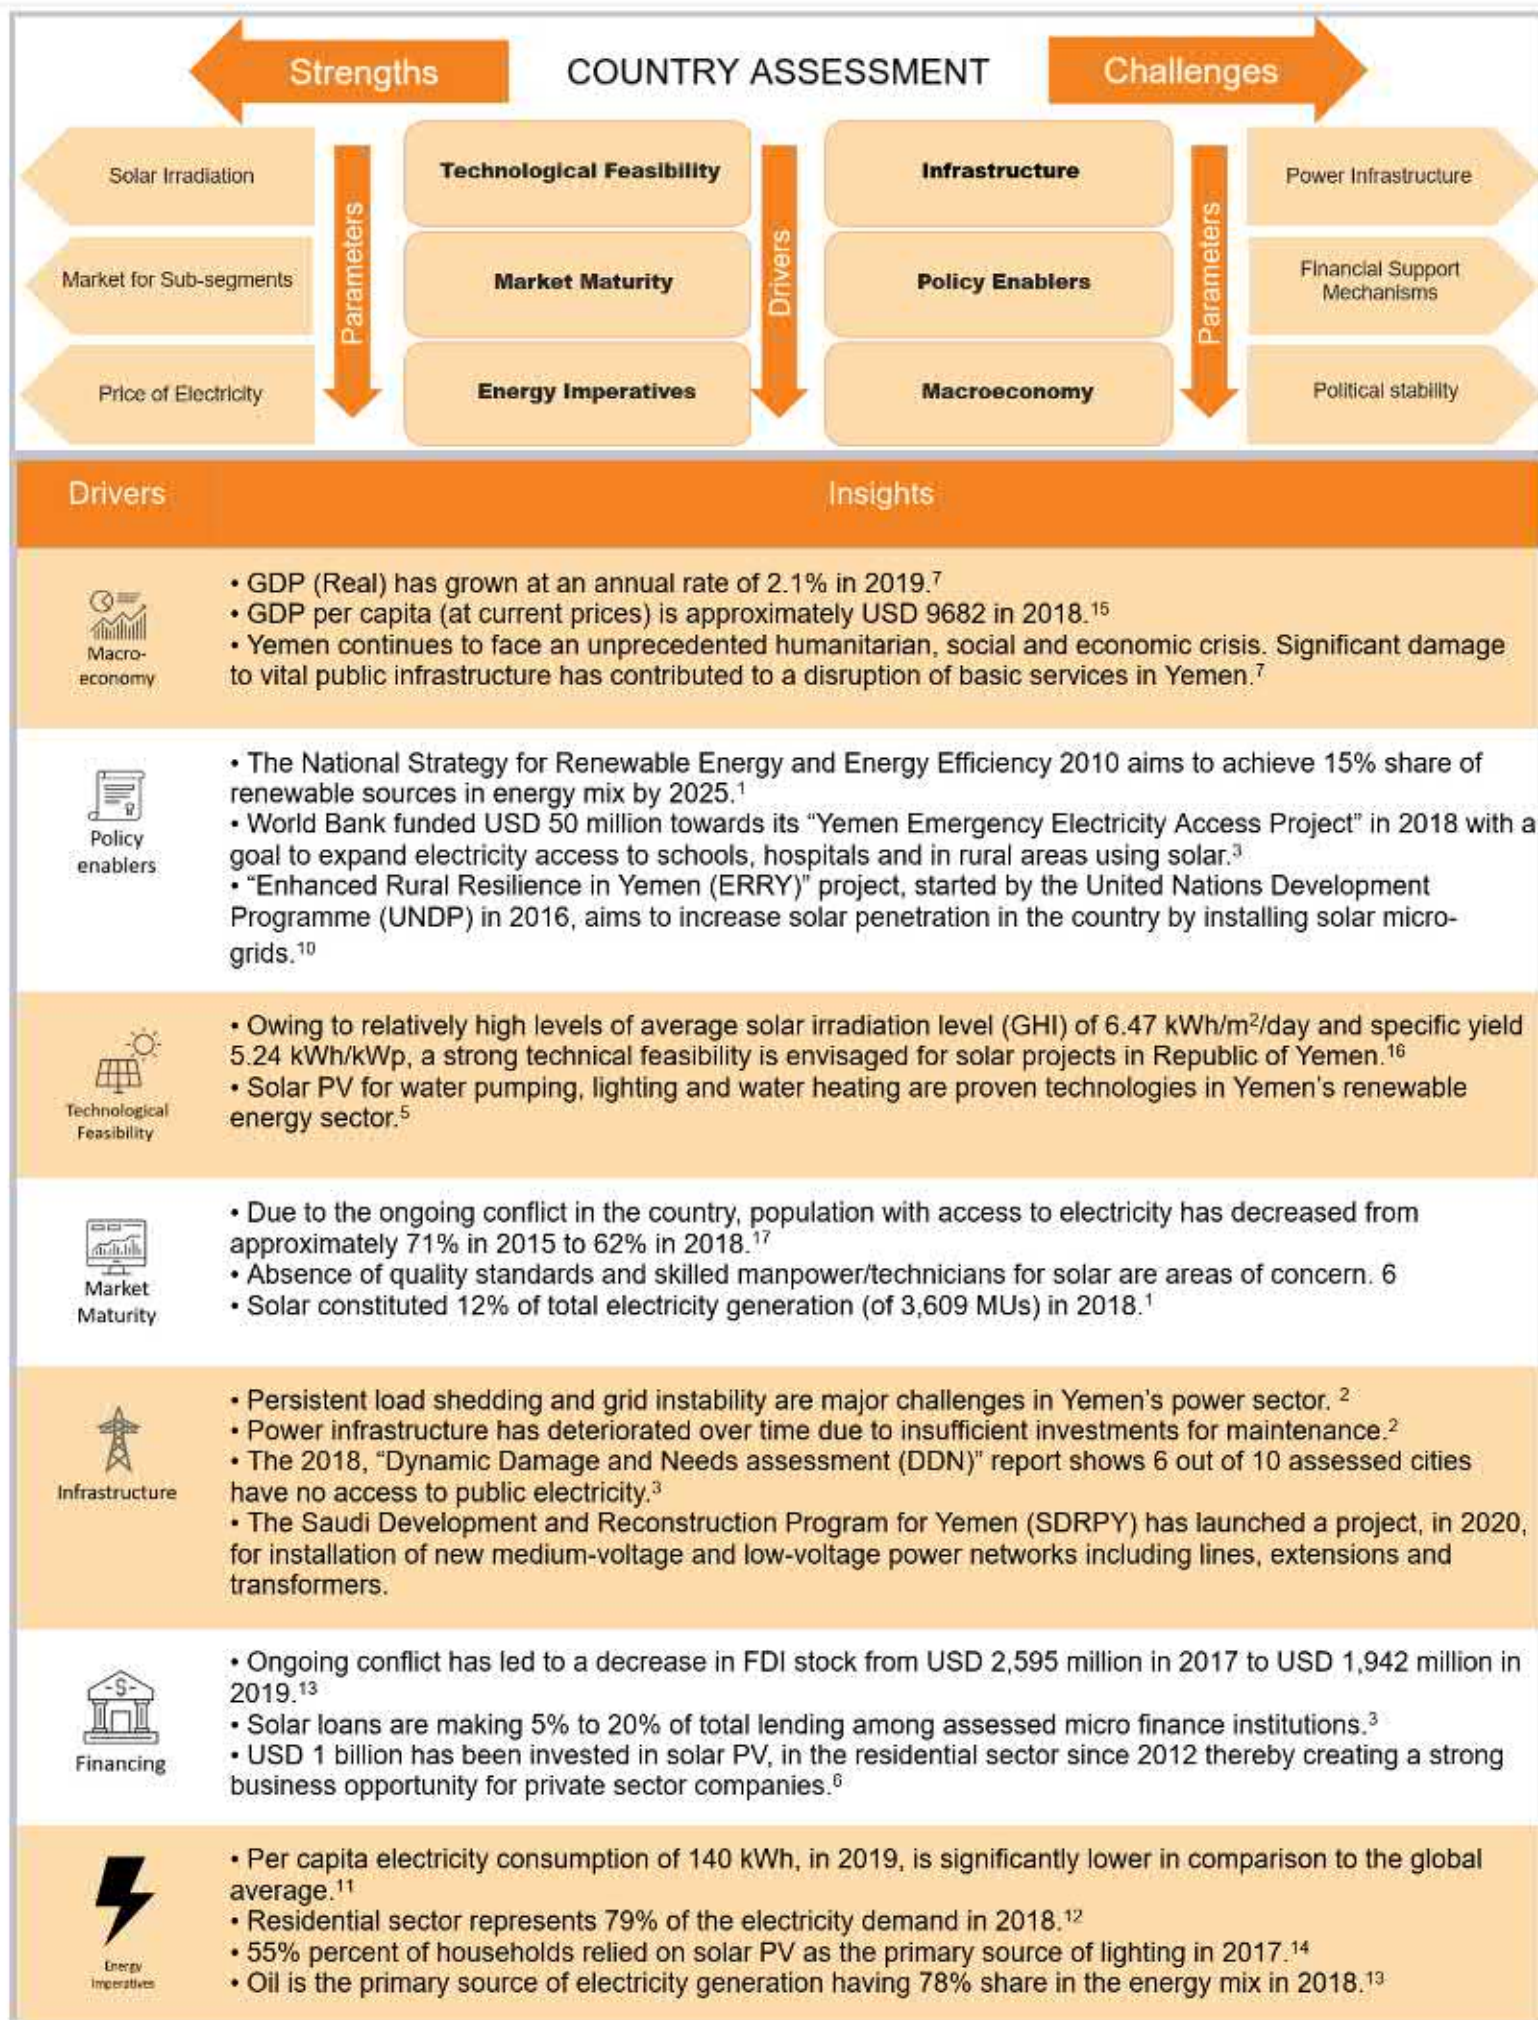 Strengths
COUNTRY ASSESSMENT
Challenges
Solar Irradiation
Market for Sub-segments
Price of Electricity
Parameters
Technological Feasibility
Market Maturity
Energy Imperatives
Drivers
Infrastructure
Policy Enablers
Macroeconomy
Parameters
Power Infrastructure
Financial Support
Mechanisms
Political stability
Drivers
Insights
Macro-
economy
• GDP (Real) has grown at an annual rate of 2.1% in 2019.⁷
• GDP per capita (at current prices) is approximately USD 9682 in 2018.¹⁵
• Yemen continues to face an unprecedented humanitarian, social and economic crisis. Significant damage
to vital public infrastructure has contributed to a disruption of basic services in Yemen.⁷
Policy
enablers
• The National Strategy for Renewable Energy and Energy Efficiency 2010 aims to achieve 15% share of
renewable sources in energy mix by 2025.¹
• World Bank funded USD 50 million towards its “Yemen Emergency Electricity Access Project” in 2018 with a
goal to expand electricity access to schools, hospitals and in rural areas using solar.³
• “Enhanced Rural Resilience in Yemen (ERRY)” project, started by the United Nations Development
Programme (UNDP) in 2016, aims to increase solar penetration in the country by installing solar micro-
grids.¹⁰
Technological
Feasibility
• Owing to relatively high levels of average solar irradiation level (GHI) of 6.47 kWh/m²/day and specific yield
5.24 kWh/kWp, a strong technical feasibility is envisaged for solar projects in Republic of Yemen.¹⁶
• Solar PV for water pumping, lighting and water heating are proven technologies in Yemen’s renewable
energy sector.⁵
Market
Maturity
• Due to the ongoing conflict in the country, population with access to electricity has decreased from
approximately 71% in 2015 to 62% in 2018.¹⁷
• Absence of quality standards and skilled manpower/technicians for solar are areas of concern. 6
• Solar constituted 12% of total electricity generation (of 3,609 MUs) in 2018.¹
Infrastructure
• Persistent load shedding and grid instability are major challenges in Yemen’s power sector. ²
• Power infrastructure has deteriorated over time due to insufficient investments for maintenance.²
• The 2018, “Dynamic Damage and Needs assessment (DDN)” report shows 6 out of 10 assessed cities
have no access to public electricity.³
• The Saudi Development and Reconstruction Program for Yemen (SDRPY) has launched a project, in 2020,
for installation of new medium-voltage and low-voltage power networks including lines, extensions and
transformers.
Financing
• Ongoing conflict has led to a decrease in FDI stock from USD 2,595 million in 2017 to USD 1,942 million in
2019.¹³
• Solar loans are making 5% to 20% of total lending among assessed micro finance institutions.³
• USD 1 billion has been invested in solar PV, in the residential sector since 2012 thereby creating a strong
business opportunity for private sector companies.⁶
Energy
Imperatives
• Per capita electricity consumption of 140 kWh, in 2019, is significantly lower in comparison to the global
average.¹¹
• Residential sector represents 79% of the electricity demand in 2018.¹²
• 55% percent of households relied on solar PV as the primary source of lighting in 2017.¹⁴
• Oil is the primary source of electricity generation having 78% share in the energy mix in 2018.¹³